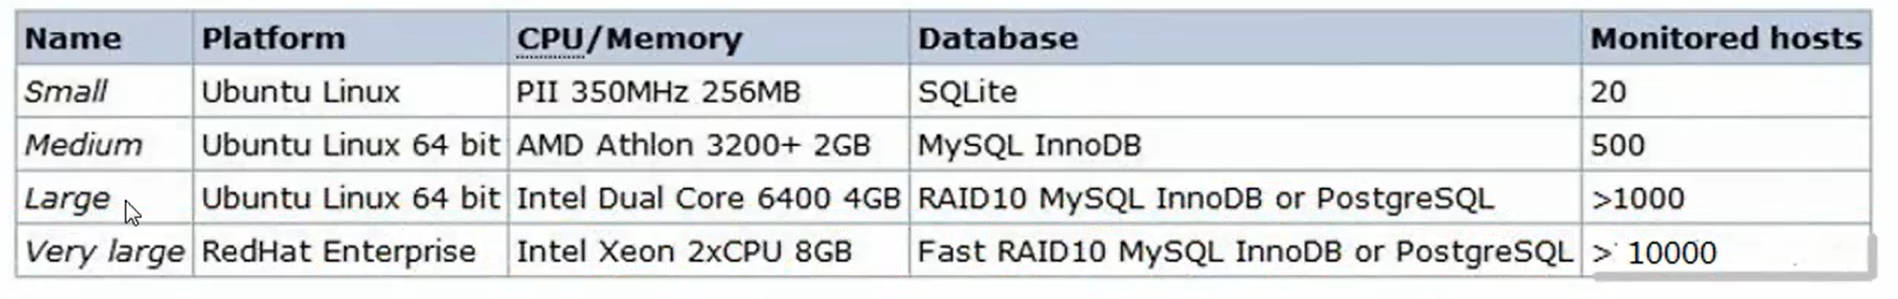 Name Platform CPU/Memory Database Monitored hosts
Small Ubuntu Linux PII 350MHz 256MB SQLite 20
Medium Ubuntu Linux 64 bit AMD Athlon 3200+ 2GB MySQL InnoDB 500
Large Ubuntu Linux 64 bit Intel Dual Core 6400 4GB RAID10 MySQL InnoDB or PostgreSQL >1000
Very large RedHat Enterprise Intel Xeon 2xCPU 8GB Fast RAID10 MySQL InnoDB or PostgreSQL > 10000